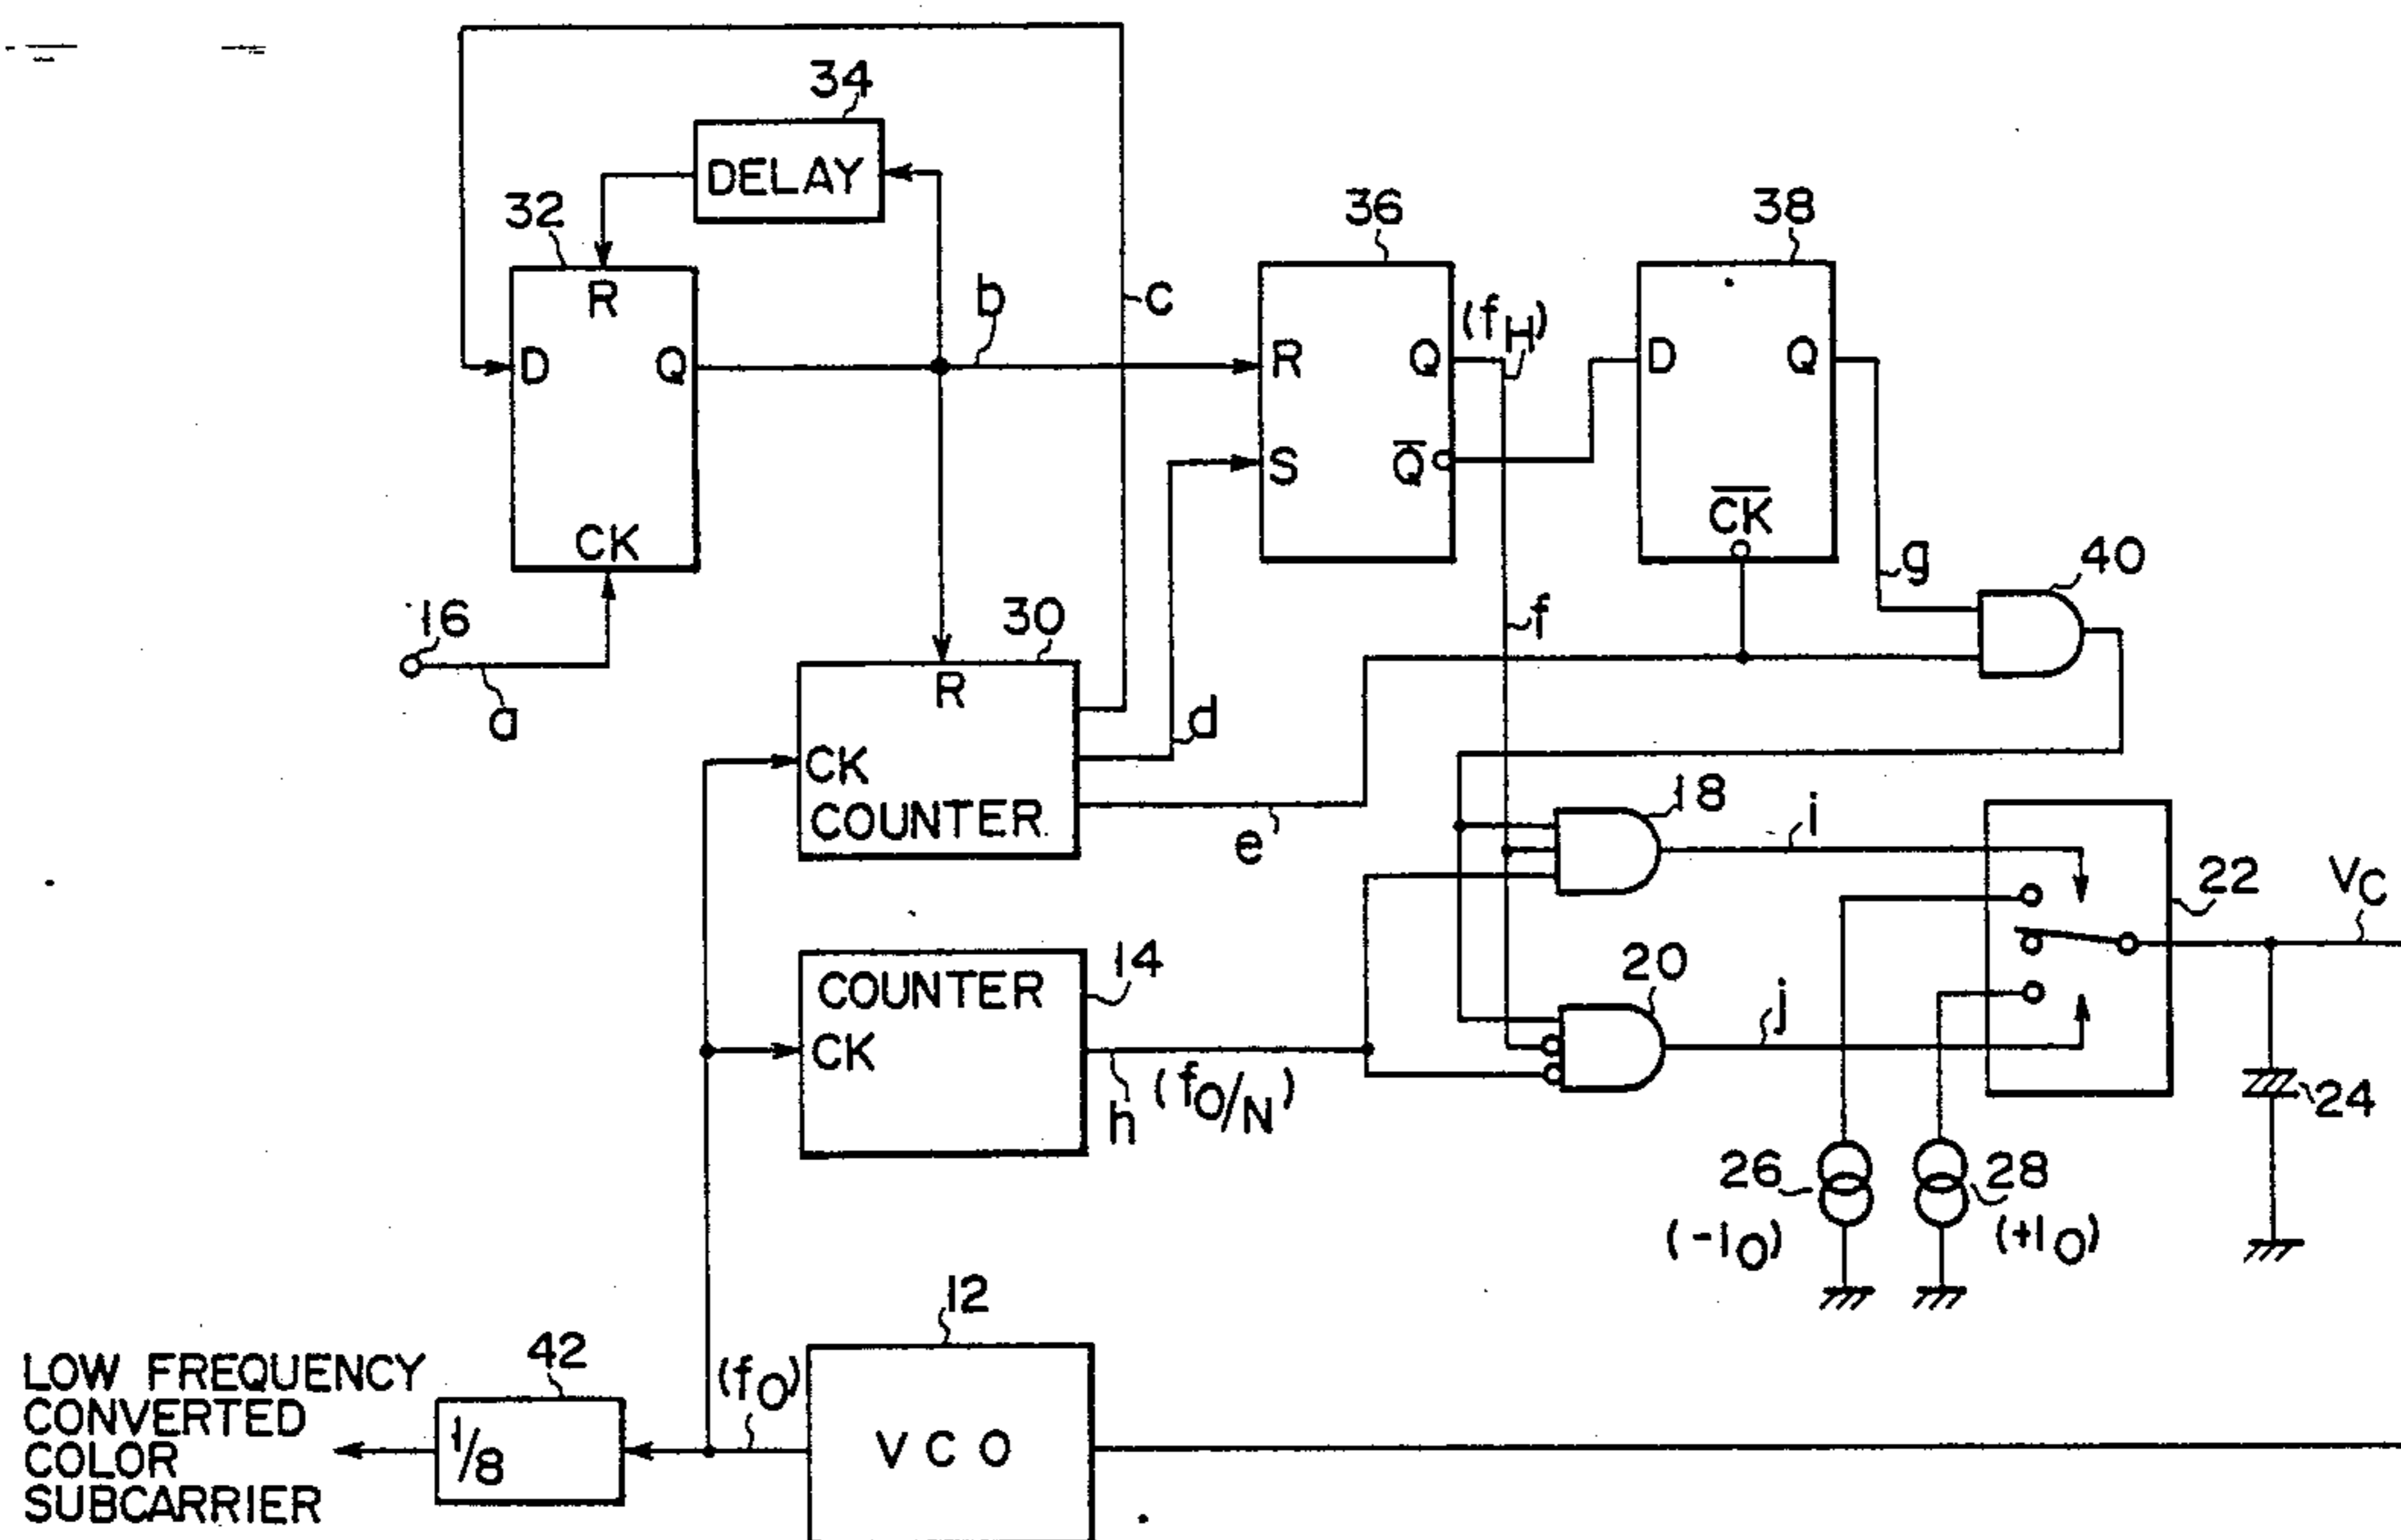 34
DELAY
32
R
D
Q
CK
b
c
36
(fH)
R
Q
S
Q̅
38
D
Q
C̅K̅
g
40
16
a
30
R
CK
COUNTER
d
e
f
18
i
22
VC
14
COUNTER
CK
h
(fO/N)
20
j
24
26
(-IO)
28
(+IO)
12
VCO
(fO)
42
1/8
LOW FREQUENCY
CONVERTED
COLOR
SUBCARRIER